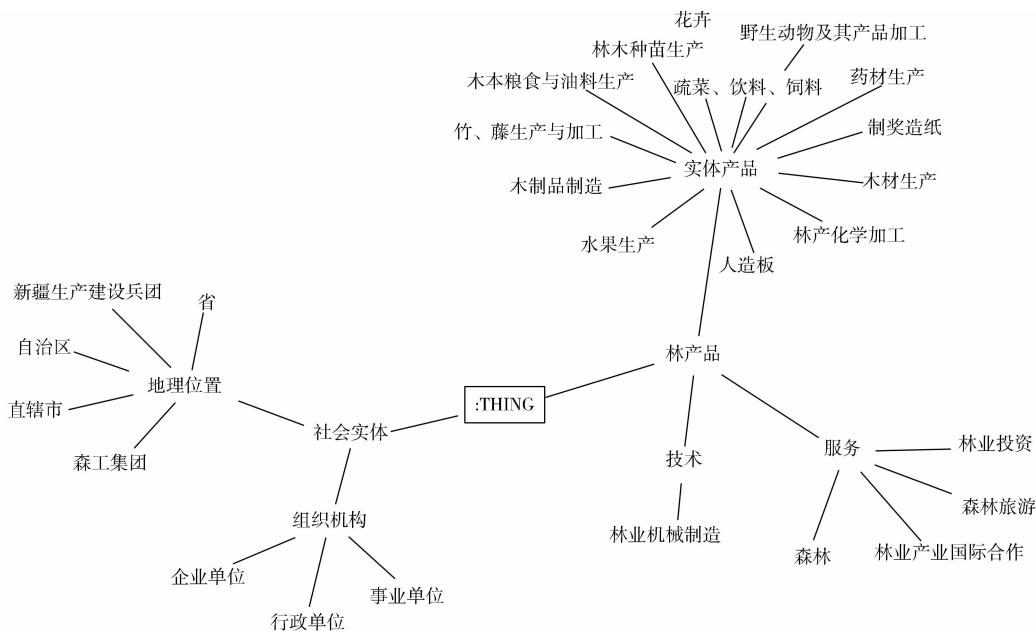 花卉
野生动物及其产品加工
林木种苗生产
木本粮食与油料生产
疏菜、饮料、饲料
药材生产
竹、藤生产与加工
制奖造纸
实体产品
木制品制造
木材生产
水果生产
林产化学加工
人造板
新疆生产建设兵团
省
自治区
地理位置
直辖市
森工集团
林产品
:THING
社会实体
技术
服务
林业投资
森林旅游
组织机构
林业机械制造
森林
林业产业国际合作
企业单位
事业单位
行政单位